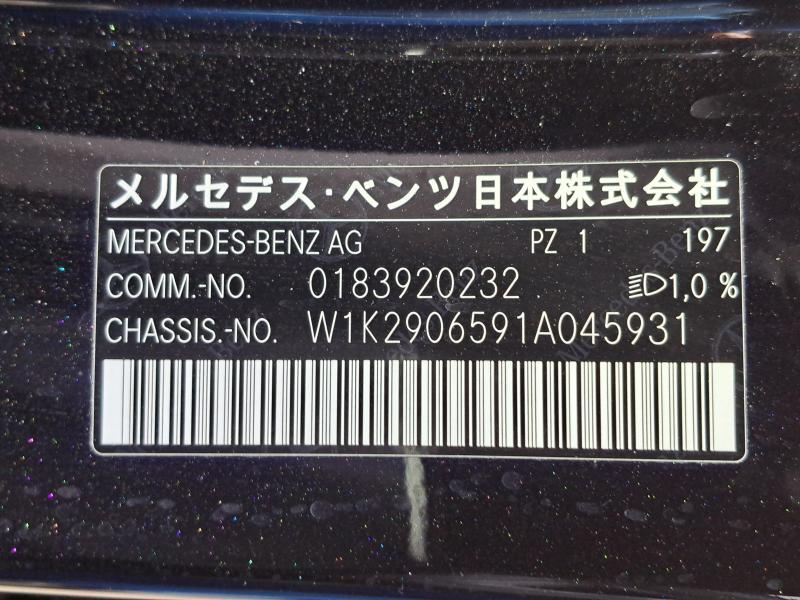 メルセデス・ベンツ日本株式会社
MERCEDES-BENZ AG PZ 1 197
COMM.-NO. 0183920232 1,0 %
CHASSIS.-NO. W1K2906591A045931